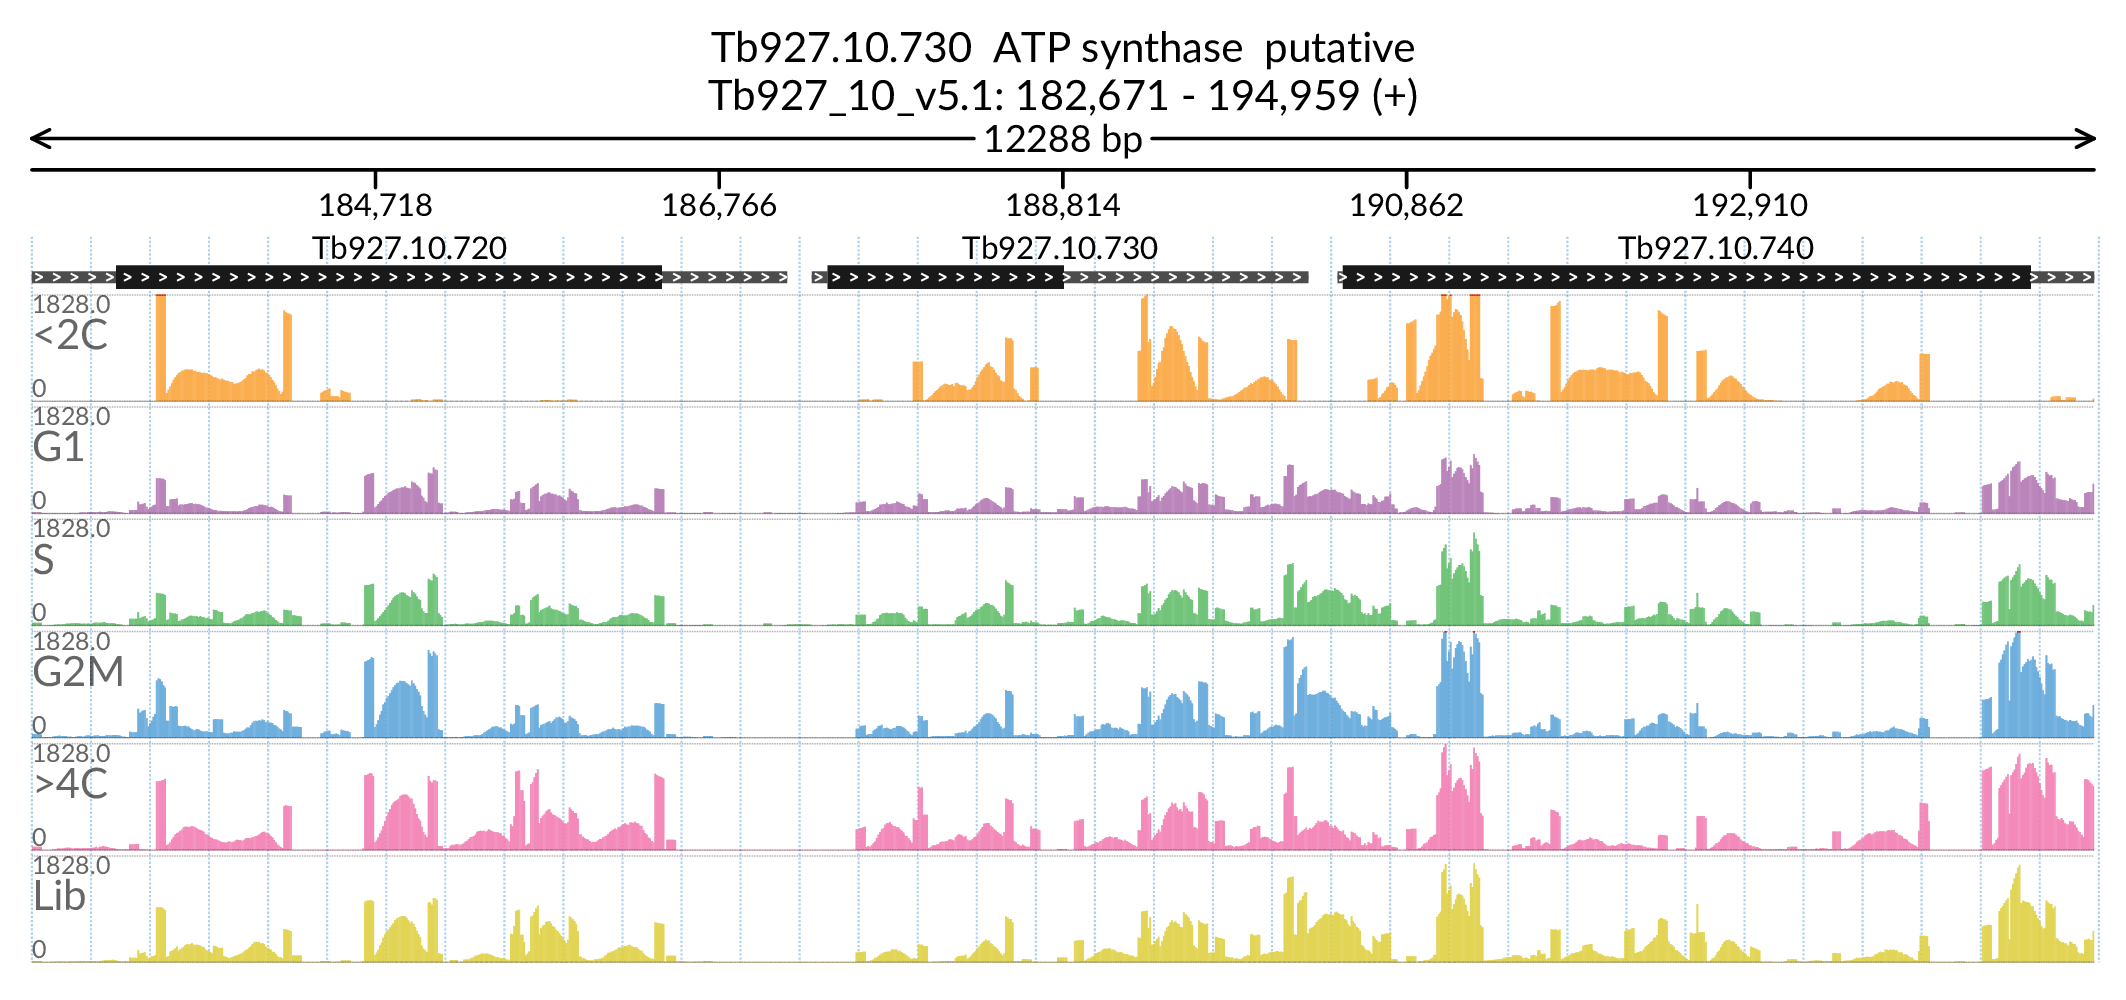 Tb927.10.730 ATP synthase putative
Tb927_10_v5.1: 182,671 - 194,959 (+)
12288 bp
184,718 186,766 188,814 190,862 192,910
Tb927.10.720 Tb927.10.730 Tb927.10.740
1828.0
<2C
0
1828.0
G1
0
1828.0
S
0
1828.0
G2M
0
1828.0
>4C
0
1828.0
Lib
0